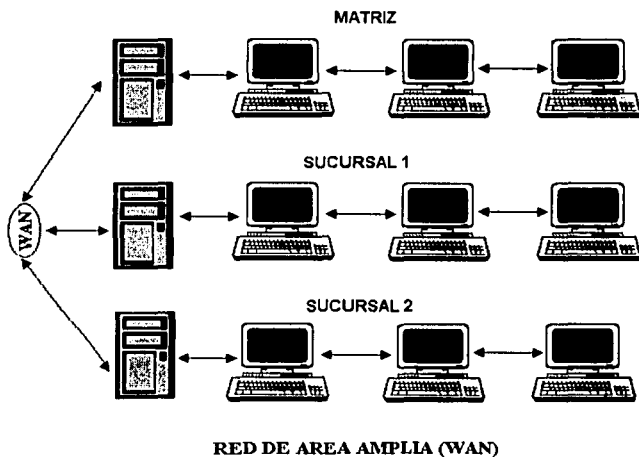 MATRIZ
SUCURSAL 1
WAN
SUCURSAL 2
RED DE AREA AMPLIA (WAN)